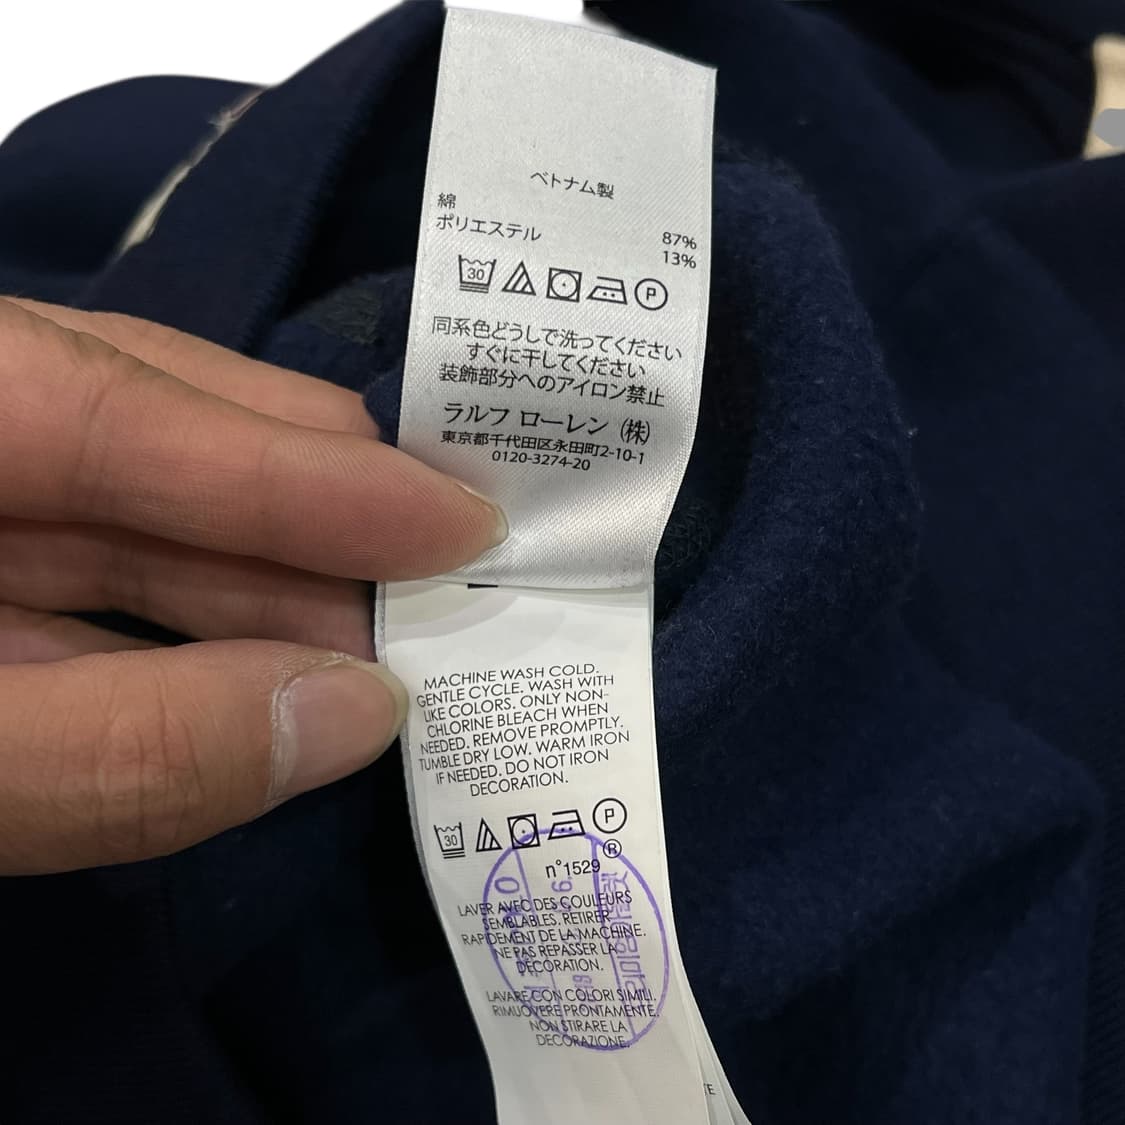 ベトナム製
綿 87%
ポリエステル 13%
30 P
同系色どうしで洗ってください
すぐに干してください
装飾部分へのアイロン禁止
ラルフ ローレン (株)
東京都千代田区永田町2-10-1
0120-3274-20
MACHINE WASH COLD.
GENTLE CYCLE. WASH WITH
LIKE COLORS. ONLY NON-
CHLORINE BLEACH WHEN
NEEDED. REMOVE PROMPTLY.
TUMBLE DRY LOW. WARM IRON
IF NEEDED. DO NOT IRON
DECORATION.
30 P
®
n°1529
LAVER AVEC DES COULEURS
SEMBLABLES. RETIRER
RAPIDEMENT DE LA MACHINE.
NE PAS REPASSER LA
DÉCORATION.
LAVARE CON COLORI SIMILI.
RIMUOVERE PRONTAMENTE.
NON STIRARE LA
DECORAZIONE.